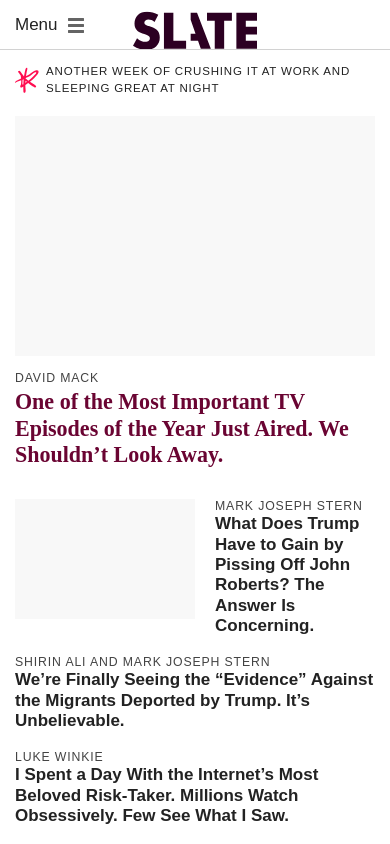 Menu
SLATE
ANOTHER WEEK OF CRUSHING IT AT WORK AND
SLEEPING GREAT AT NIGHT
DAVID MACK
One of the Most Important TV
Episodes of the Year Just Aired. We
Shouldn’t Look Away.
MARK JOSEPH STERN
What Does Trump
Have to Gain by
Pissing Off John
Roberts? The
Answer Is
Concerning.
SHIRIN ALI AND MARK JOSEPH STERN
We’re Finally Seeing the “Evidence” Against
the Migrants Deported by Trump. It’s
Unbelievable.
LUKE WINKIE
I Spent a Day With the Internet’s Most
Beloved Risk-Taker. Millions Watch
Obsessively. Few See What I Saw.